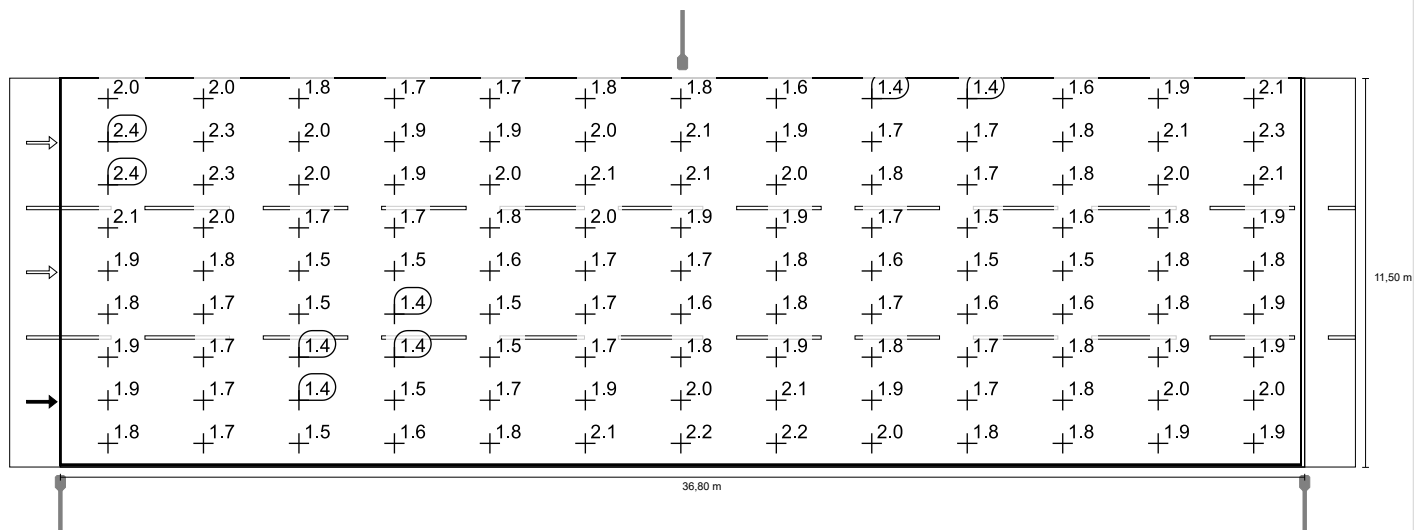 2.0 2.0 1.8 1.7 1.7 1.8 1.8 1.6 1.4 1.4 1.6 1.9 2.1
2.4 2.3 2.0 1.9 1.9 2.0 2.1 1.9 1.7 1.7 1.8 2.1 2.3
2.4 2.3 2.0 1.9 2.0 2.1 2.1 2.0 1.8 1.7 1.8 2.0 2.1
2.1 2.0 1.7 1.7 1.8 2.0 1.9 1.9 1.7 1.5 1.6 1.8 1.9
1.9 1.8 1.5 1.5 1.6 1.7 1.7 1.8 1.6 1.5 1.5 1.8 1.8
11,50 m
1.8 1.7 1.5 1.4 1.5 1.7 1.6 1.8 1.7 1.6 1.6 1.8 1.9
1.9 1.7 1.4 1.4 1.5 1.7 1.8 1.9 1.8 1.7 1.8 1.9 1.9
1.9 1.7 1.4 1.5 1.7 1.9 2.0 2.1 1.9 1.7 1.8 2.0 2.0
1.8 1.7 1.5 1.6 1.8 2.1 2.2 2.2 2.0 1.8 1.8 1.9 1.9
36,80 m